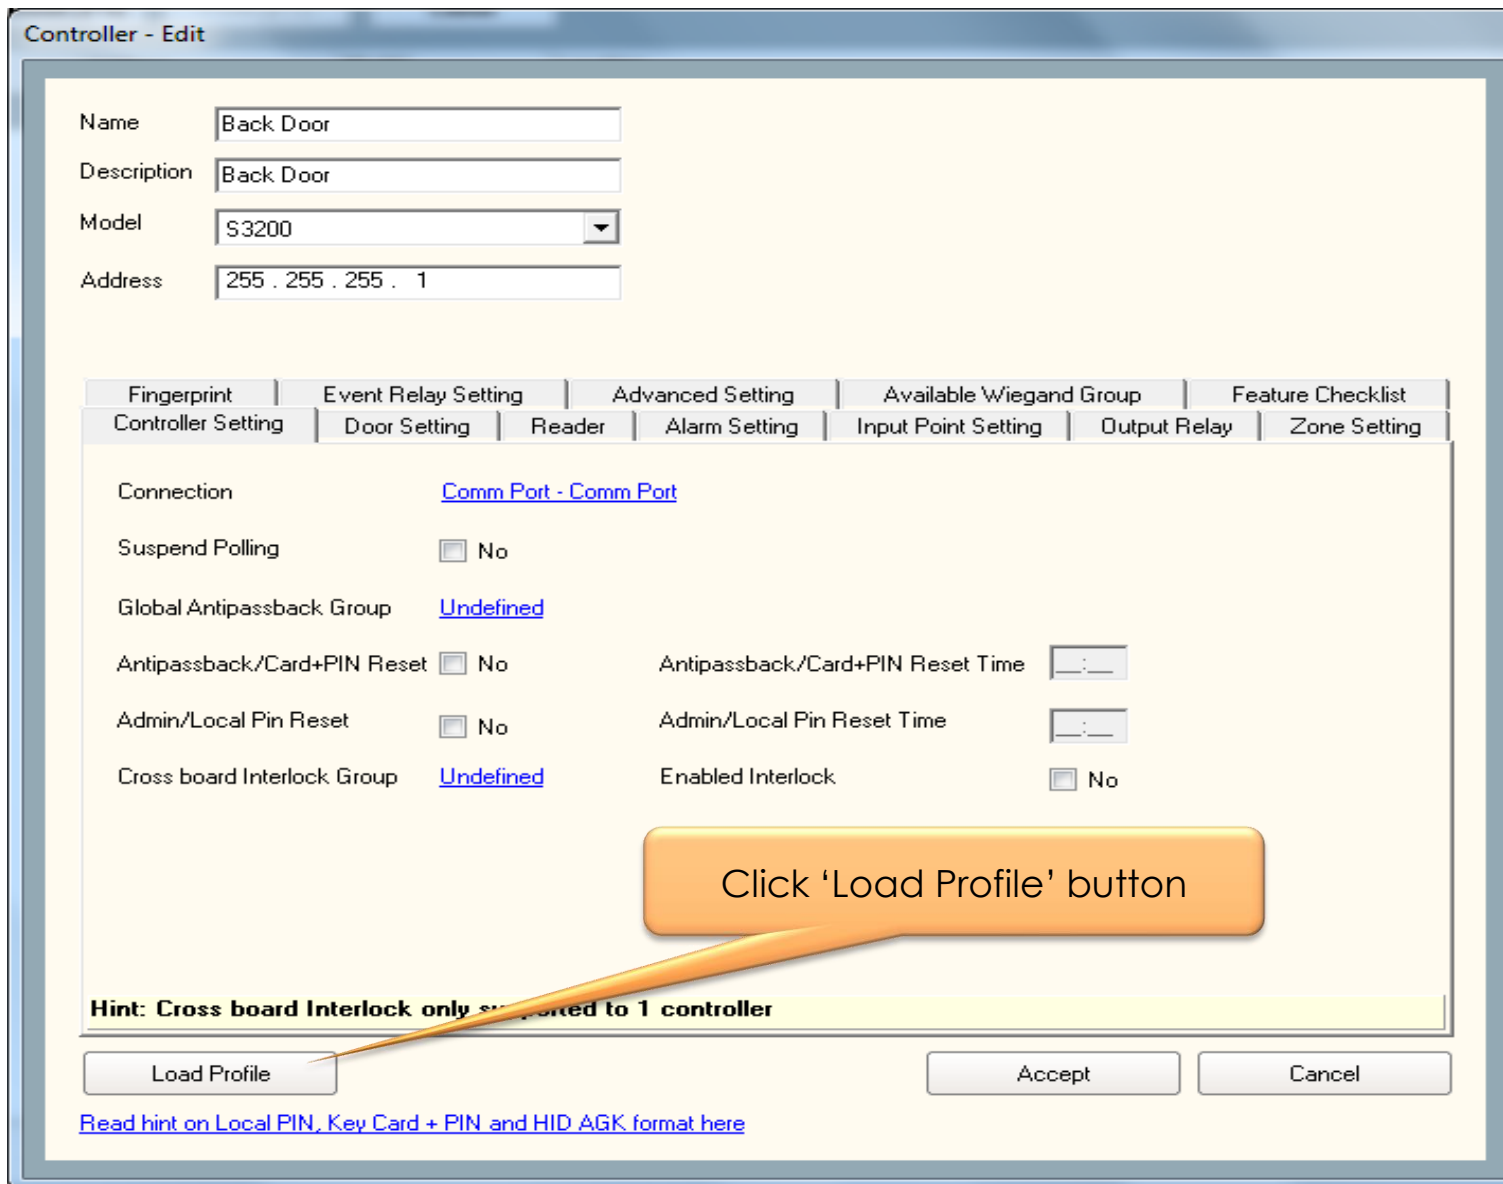 Controller - Edit
Name Back Door
Description Back Door
Model S3200
Address 255 . 255 . 255 . 1
Fingerprint Event Relay Setting Advanced Setting Available Wiegand Group Feature Checklist
Controller Setting Door Setting Reader Alarm Setting Input Point Setting Output Relay Zone Setting
Connection Comm Port - Comm Port
Suspend Polling No
Global Antipassback Group Undefined
Antipassback/Card+PIN Reset No Antipassback/Card+PIN Reset Time __:__
Admin/Local Pin Reset No Admin/Local Pin Reset Time __:__
Cross board Interlock Group Undefined Enabled Interlock No
Click ‘Load Profile’ button
Hint: Cross board Interlock only supported to 1 controller
Load Profile Accept Cancel
Read hint on Local PIN, Key Card + PIN and HID AGK format here